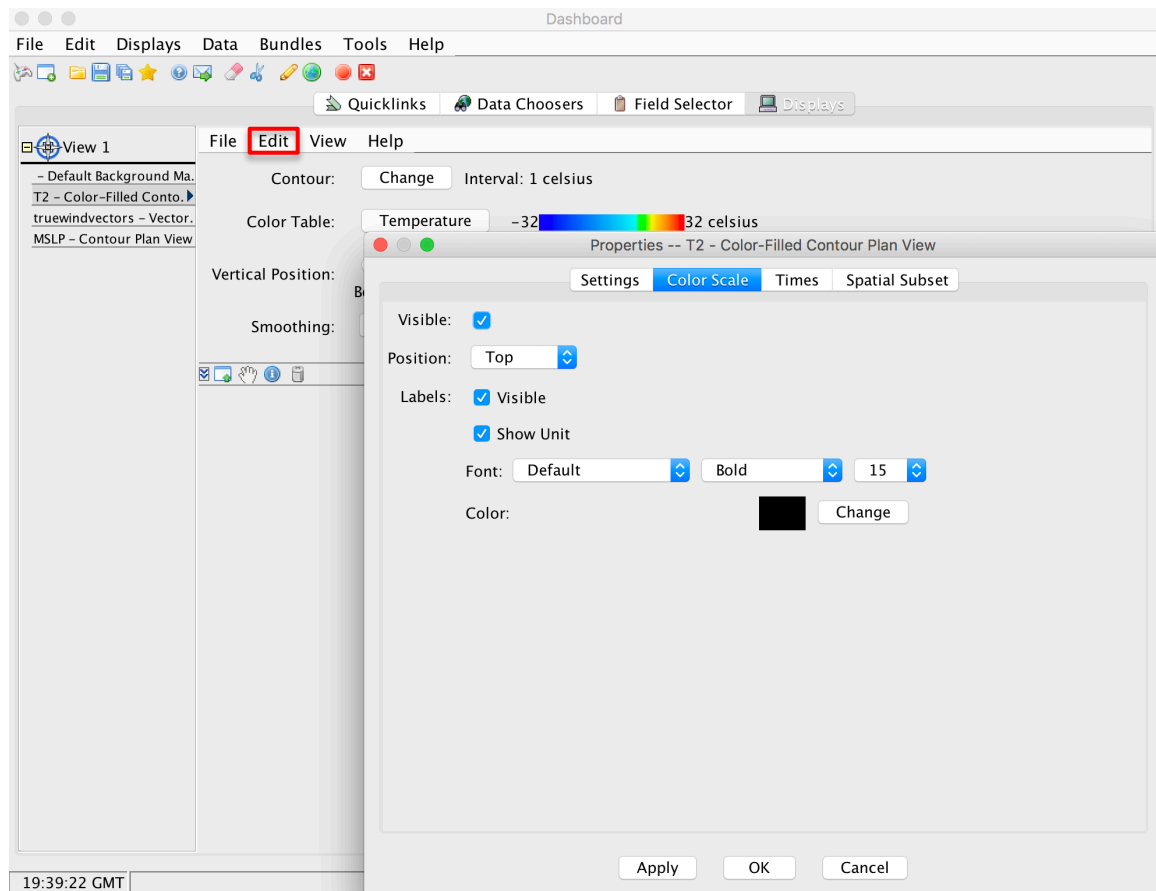 Dashboard
File Edit Displays Data Bundles Tools Help
Quicklinks Data Choosers Field Selector Displays
View 1
File Edit View Help
– Default Background Ma.
T2 – Color–Filled Conto.
truewindvectors – Vector.
MSLP – Contour Plan View
Contour: Change Interval: 1 celsius
Color Table: Temperature -32 32 celsius
Vertical Position:
Smoothing:
Properties -- T2 - Color-Filled Contour Plan View
Settings Color Scale Times Spatial Subset
Visible:
Position: Top
Labels: Visible
Show Unit
Font: Default Bold 15
Color: Change
Apply OK Cancel
19:39:22 GMT